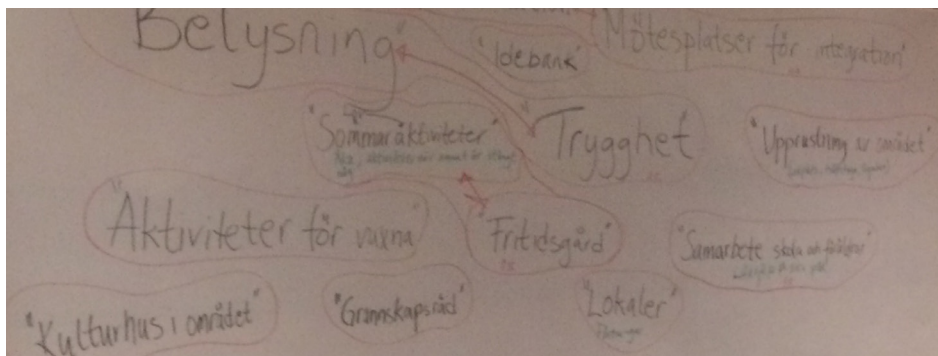 Belysning"
"Idebank"
Mötesplatser för integration"
"Sommaraktiviteter"
"Trygghet"
"Upprustning av området"
"Aktiviteter för vuxna"
"Fritidsgård"
"Samarbete skola och föräldrar"
"Kulturhus i området"
"Grannskapsråd"
"Lokaler"